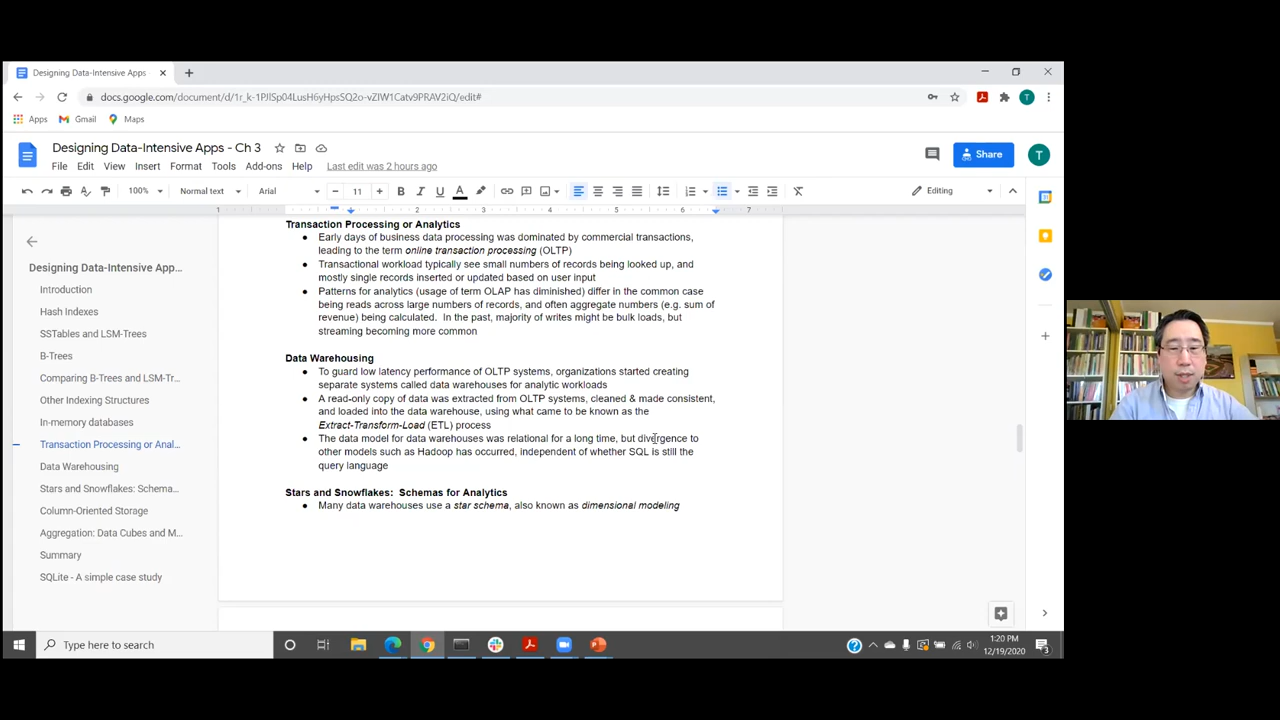 Designing Data-Intensive Apps
docs.google.com/document/d/1r_k-1PJlSp04LusH6yHpsSQ2o-vZIW1Catv9PRAV2iQ/edit#
Apps Gmail Maps
T
Designing Data-Intensive Apps - Ch 3
File Edit View Insert Format Tools Add-ons Help Last edit was 2 hours ago
Share
T
100% Normal text Arial 11 B I U A Editing
1 1 2 3 4 5 6 7
Designing Data-Intensive App...
Introduction
Hash Indexes
SSTables and LSM-Trees
B-Trees
Comparing B-Trees and LSM-Tr...
Other Indexing Structures
In-memory databases
Transaction Processing or Anal...
Data Warehousing
Stars and Snowflakes: Schema...
Column-Oriented Storage
Aggregation: Data Cubes and M...
Summary
SQLite - A simple case study
Transaction Processing or Analytics
● Early days of business data processing was dominated by commercial transactions,
leading to the term online transaction processing (OLTP)
● Transactional workload typically see small numbers of records being looked up, and
mostly single records inserted or updated based on user input
● Patterns for analytics (usage of term OLAP has diminished) differ in the common case
being reads across large numbers of records, and often aggregate numbers (e.g. sum of
revenue) being calculated. In the past, majority of writes might be bulk loads, but
streaming becoming more common
Data Warehousing
● To guard low latency performance of OLTP systems, organizations started creating
separate systems called data warehouses for analytic workloads
● A read-only copy of data was extracted from OLTP systems, cleaned & made consistent,
and loaded into the data warehouse, using what came to be known as the
Extract-Transform-Load (ETL) process
● The data model for data warehouses was relational for a long time, but divergence to
other models such as Hadoop has occurred, independent of whether SQL is still the
query language
Stars and Snowflakes: Schemas for Analytics
● Many data warehouses use a star schema, also known as dimensional modeling
Type here to search
1:20 PM
12/19/2020
3